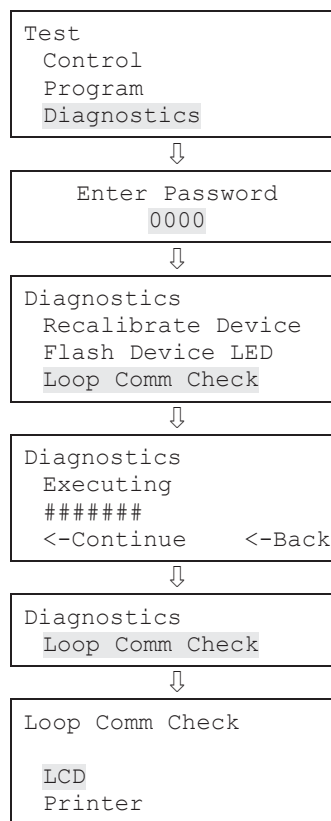 Test
Control
Program
Diagnostics
⇩
Enter Password
0000
⇩
Diagnostics
Recalibrate Device
Flash Device LED
Loop Comm Check
⇩
Diagnostics
Executing
#######
<-Continue <-Back
⇩
Diagnostics
Loop Comm Check
⇩
Loop Comm Check
LCD
Printer